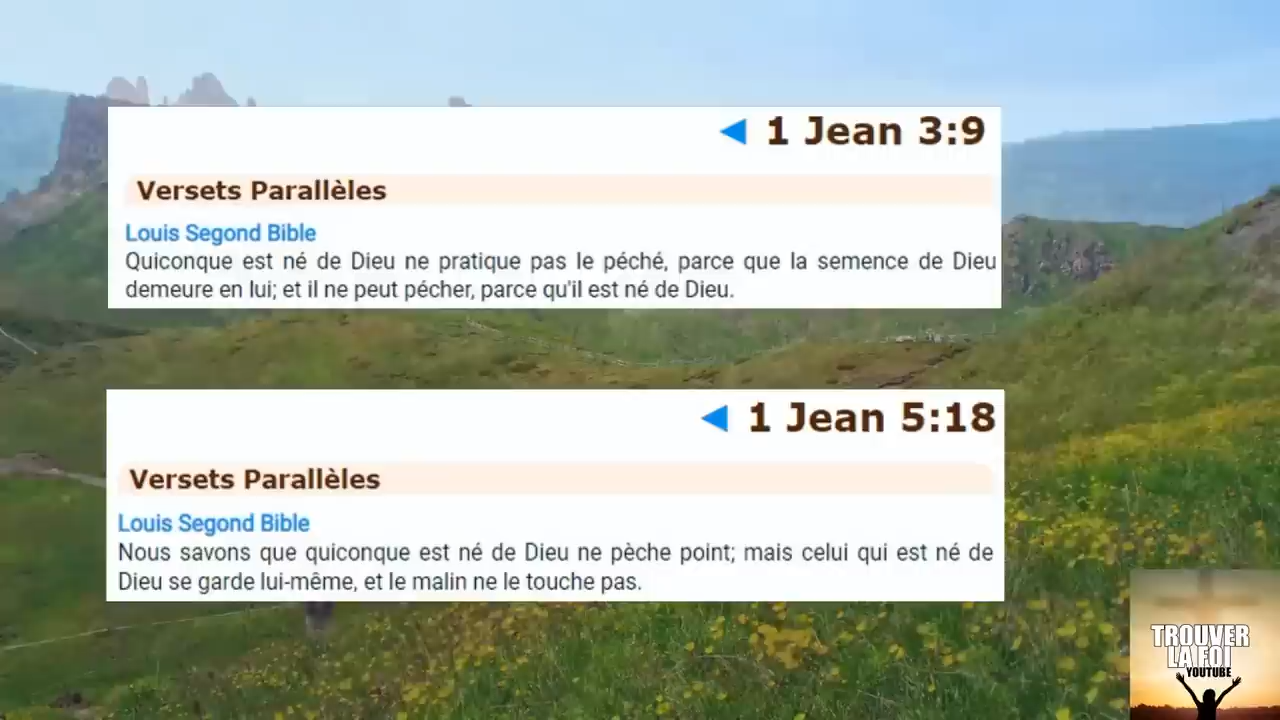 ◀ 1 Jean 3:9
Versets Parallèles
Louis Segond Bible
Quiconque est né de Dieu ne pratique pas le péché, parce que la semence de Dieu
demeure en lui; et il ne peut pécher, parce qu'il est né de Dieu.
◀ 1 Jean 5:18
Versets Parallèles
Louis Segond Bible
Nous savons que quiconque est né de Dieu ne pèche point; mais celui qui est né de
Dieu se garde lui-même, et le malin ne le touche pas.
TROUVER
LA FOI
YOUTUBE